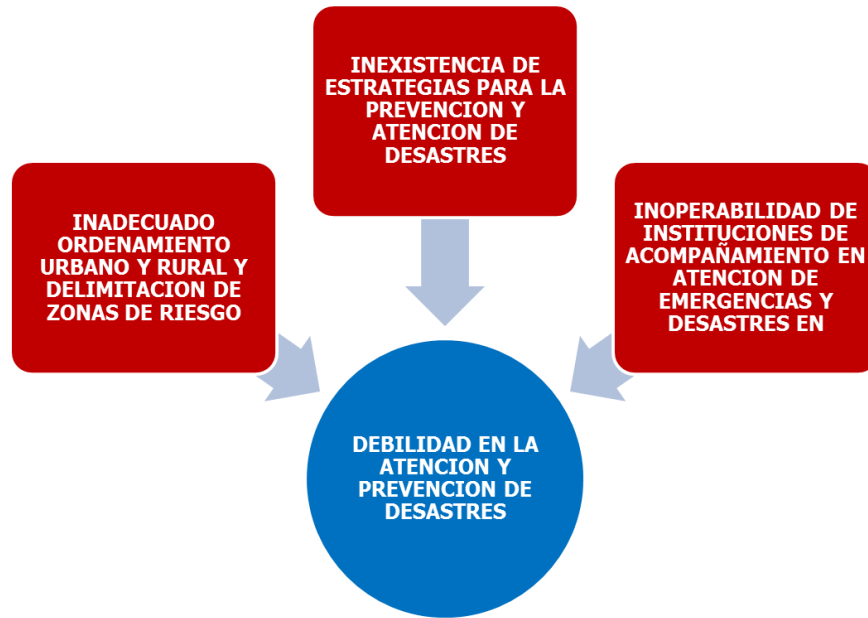 INEXISTENCIA DE
ESTRATEGIAS PARA LA
PREVENCION Y
ATENCION DE
DESASTRES
INADECUADO
ORDENAMIENTO
URBANO Y RURAL Y
DELIMITACION DE
ZONAS DE RIESGO
INOPERABILIDAD DE
INSTITUCIONES DE
ACOMPAÑAMIENTO EN
ATENCION DE
EMERGENCIAS Y
DESASTRES EN
DEBILIDAD EN LA
ATENCION Y
PREVENCION DE
DESASTRES